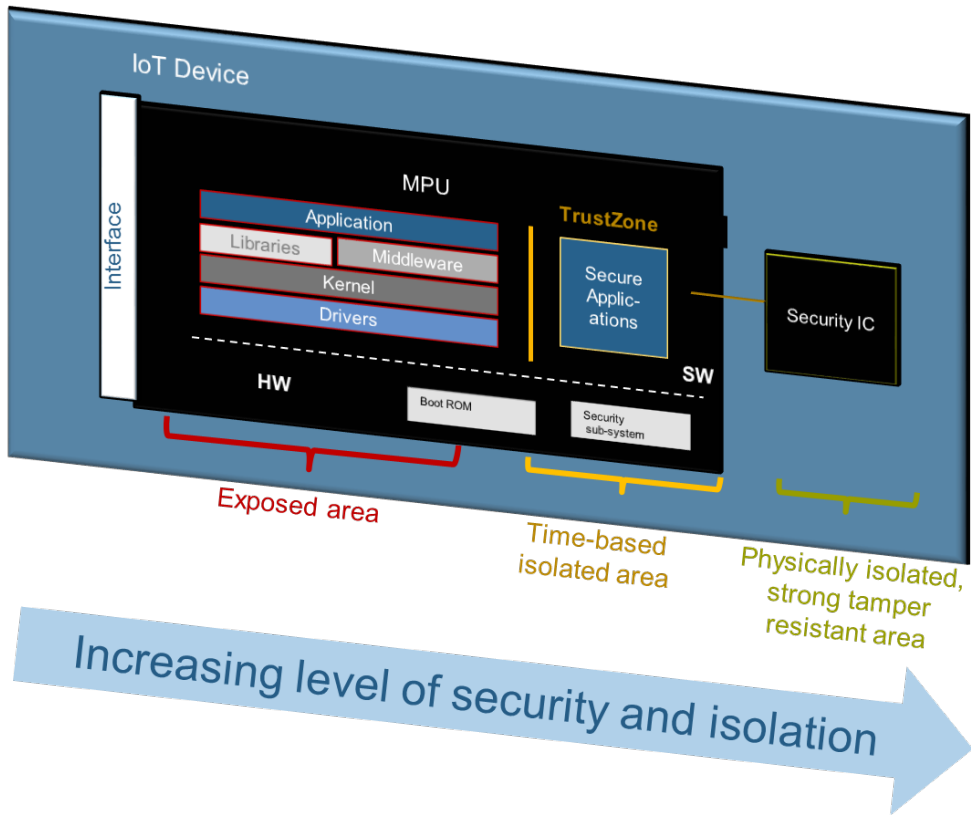 IoT Device
Interface
MPU
Application
Libraries
Middleware
Kernel
Drivers
TrustZone
Secure
Applic-
ations
Security IC
SW
HW
Boot ROM
Security
sub-system
Exposed area
Time-based
isolated area
Physically isolated,
strong tamper
resistant area
Increasing level of security and isolation